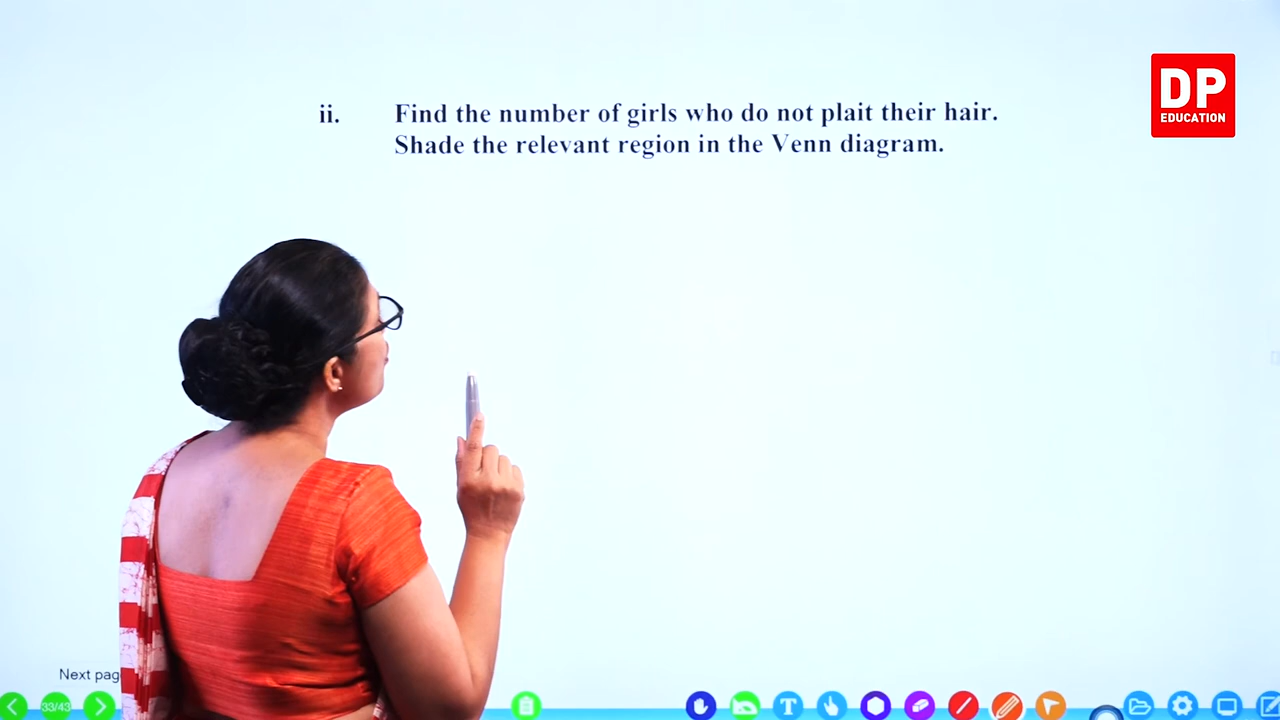 DP
EDUCATION
ii. Find the number of girls who do not plait their hair.
Shade the relevant region in the Venn diagram.
Next pag
33/43
T